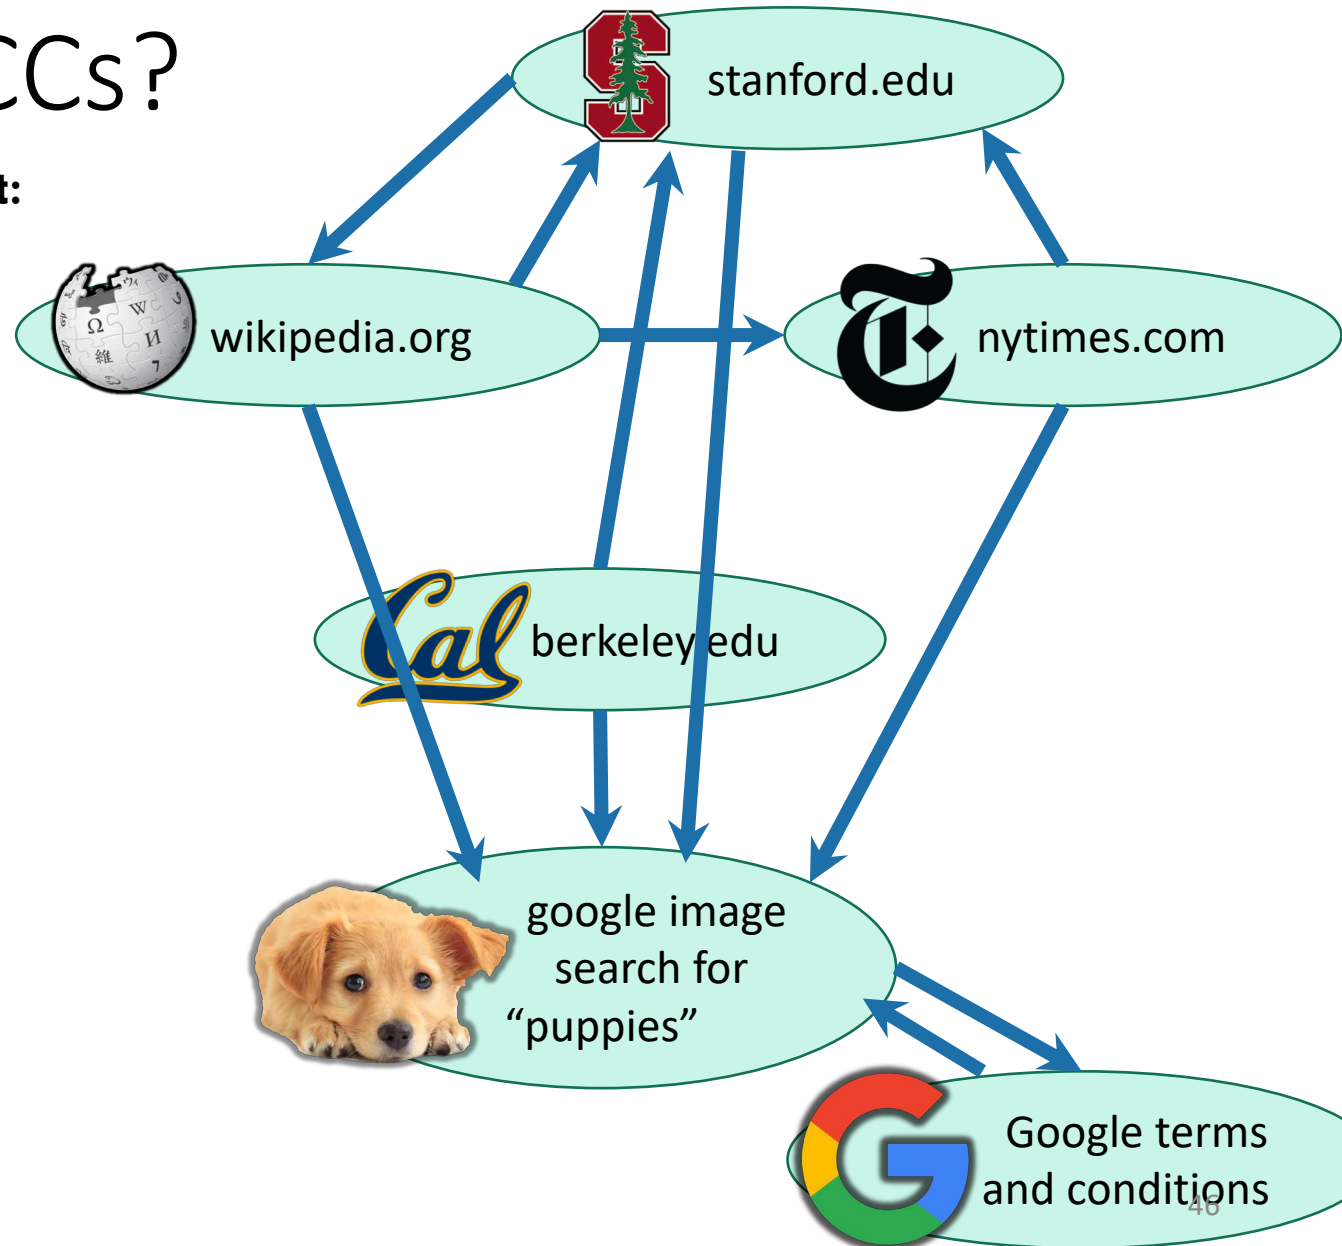 CCs?
t:
stanford.edu
wikipedia.org
nytimes.com
Cal
berkeley.edu
google image
search for
“puppies”
Google terms
and conditions
46